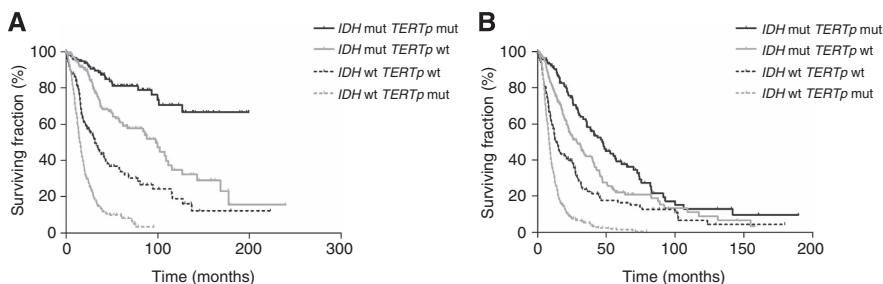 A
IDH mut TERTp mut
IDH mut TERTp wt
IDH wt TERTp wt
IDH wt TERTp mut
Surviving fraction (%)
100
80
60
40
20
0
0 100 200 300
Time (months)
B
IDH mut TERTp mut
IDH mut TERTp wt
IDH wt TERTp wt
IDH wt TERTp mut
Surviving fraction (%)
100
80
60
40
20
0
0 50 100 150 200
Time (months)